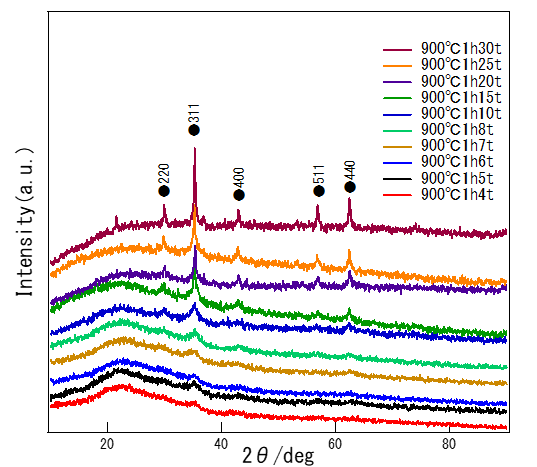 900℃1h30t
900℃1h25t
900℃1h20t
900℃1h15t
900℃1h10t
900℃1h8t
900℃1h7t
900℃1h6t
900℃1h5t
900℃1h4t
●220
●311
●400
●511
●440
Intensity(a.u.)
20
40
60
80
2θ/deg